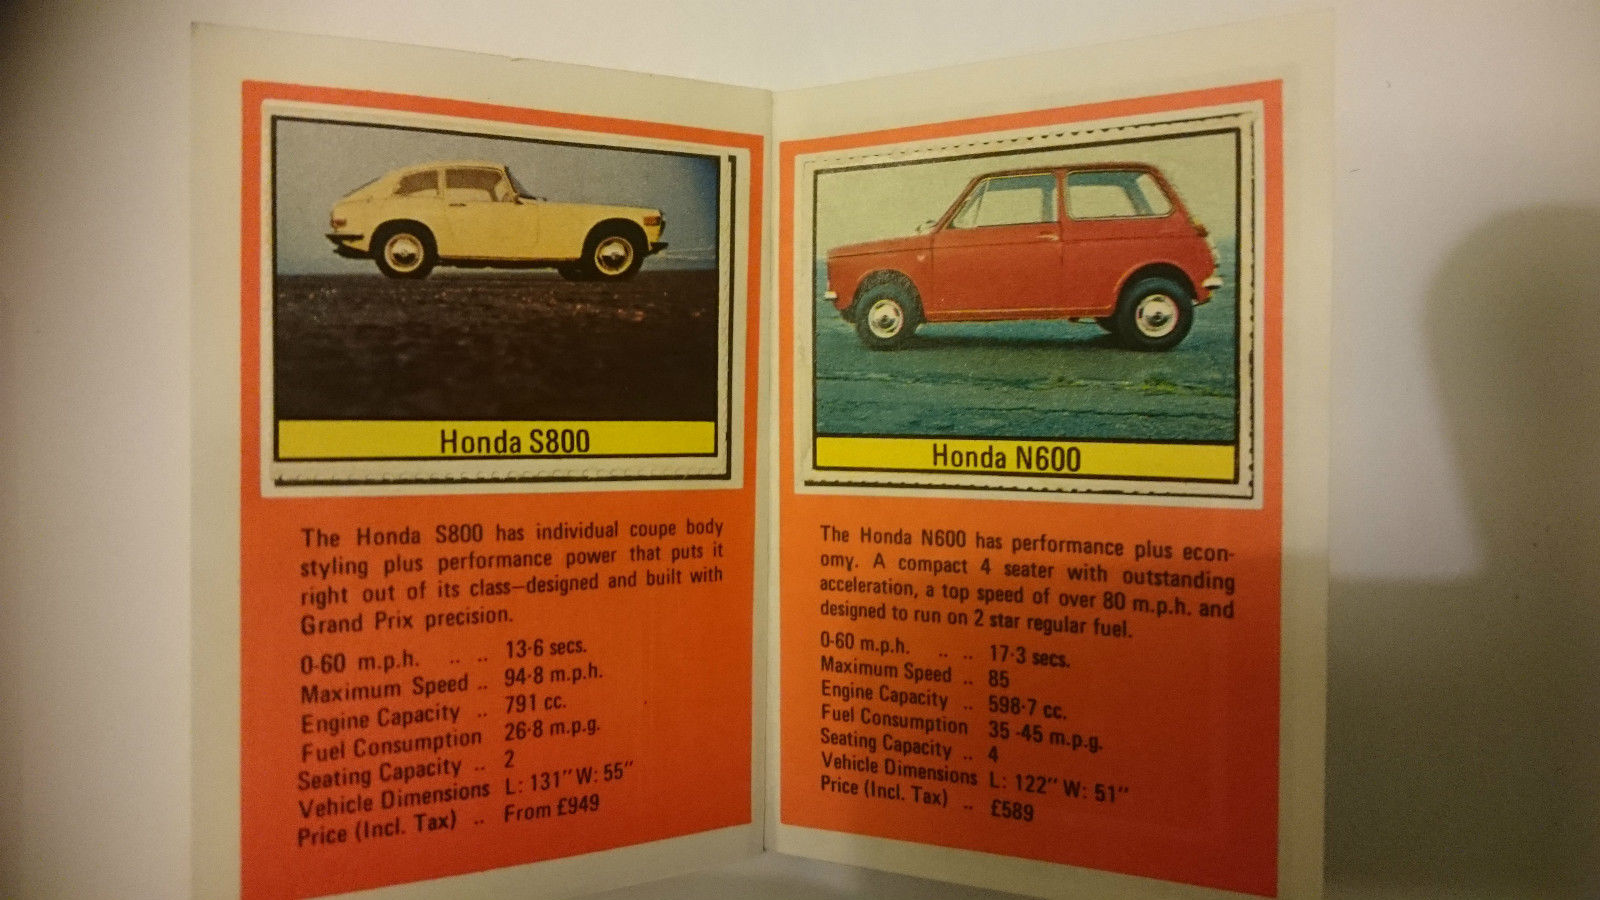 Honda S800
The Honda S800 has individual coupe body
styling plus performance power that puts it
right out of its class—designed and built with
Grand Prix precision.
0-60 m.p.h. .. .. 13·6 secs.
Maximum Speed .. 94·8 m.p.h.
Engine Capacity .. 791 cc.
Fuel Consumption 26·8 m.p.g.
Seating Capacity .. 2
Vehicle Dimensions L: 131" W: 55"
Price (Incl. Tax) .. From £949
Honda N600
The Honda N600 has performance plus econ-
omy. A compact 4 seater with outstanding
acceleration, a top speed of over 80 m.p.h. and
designed to run on 2 star regular fuel.
0-60 m.p.h. .. .. 17·3 secs.
Maximum Speed .. 85
Engine Capacity .. 598·7 cc.
Fuel Consumption 35 -45 m.p.g.
Seating Capacity .. 4
Vehicle Dimensions L: 122" W: 51"
Price (Incl. Tax) .. £589